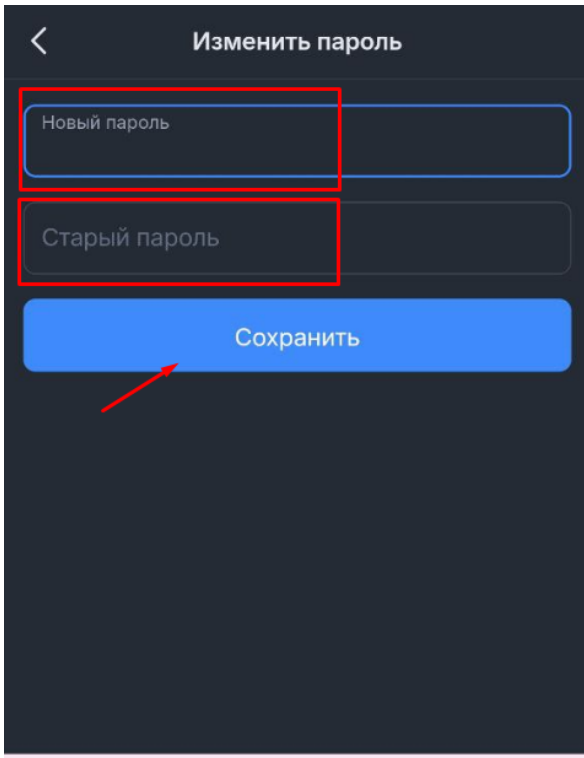 Изменить пароль
Новый пароль
Старый пароль
Сохранить